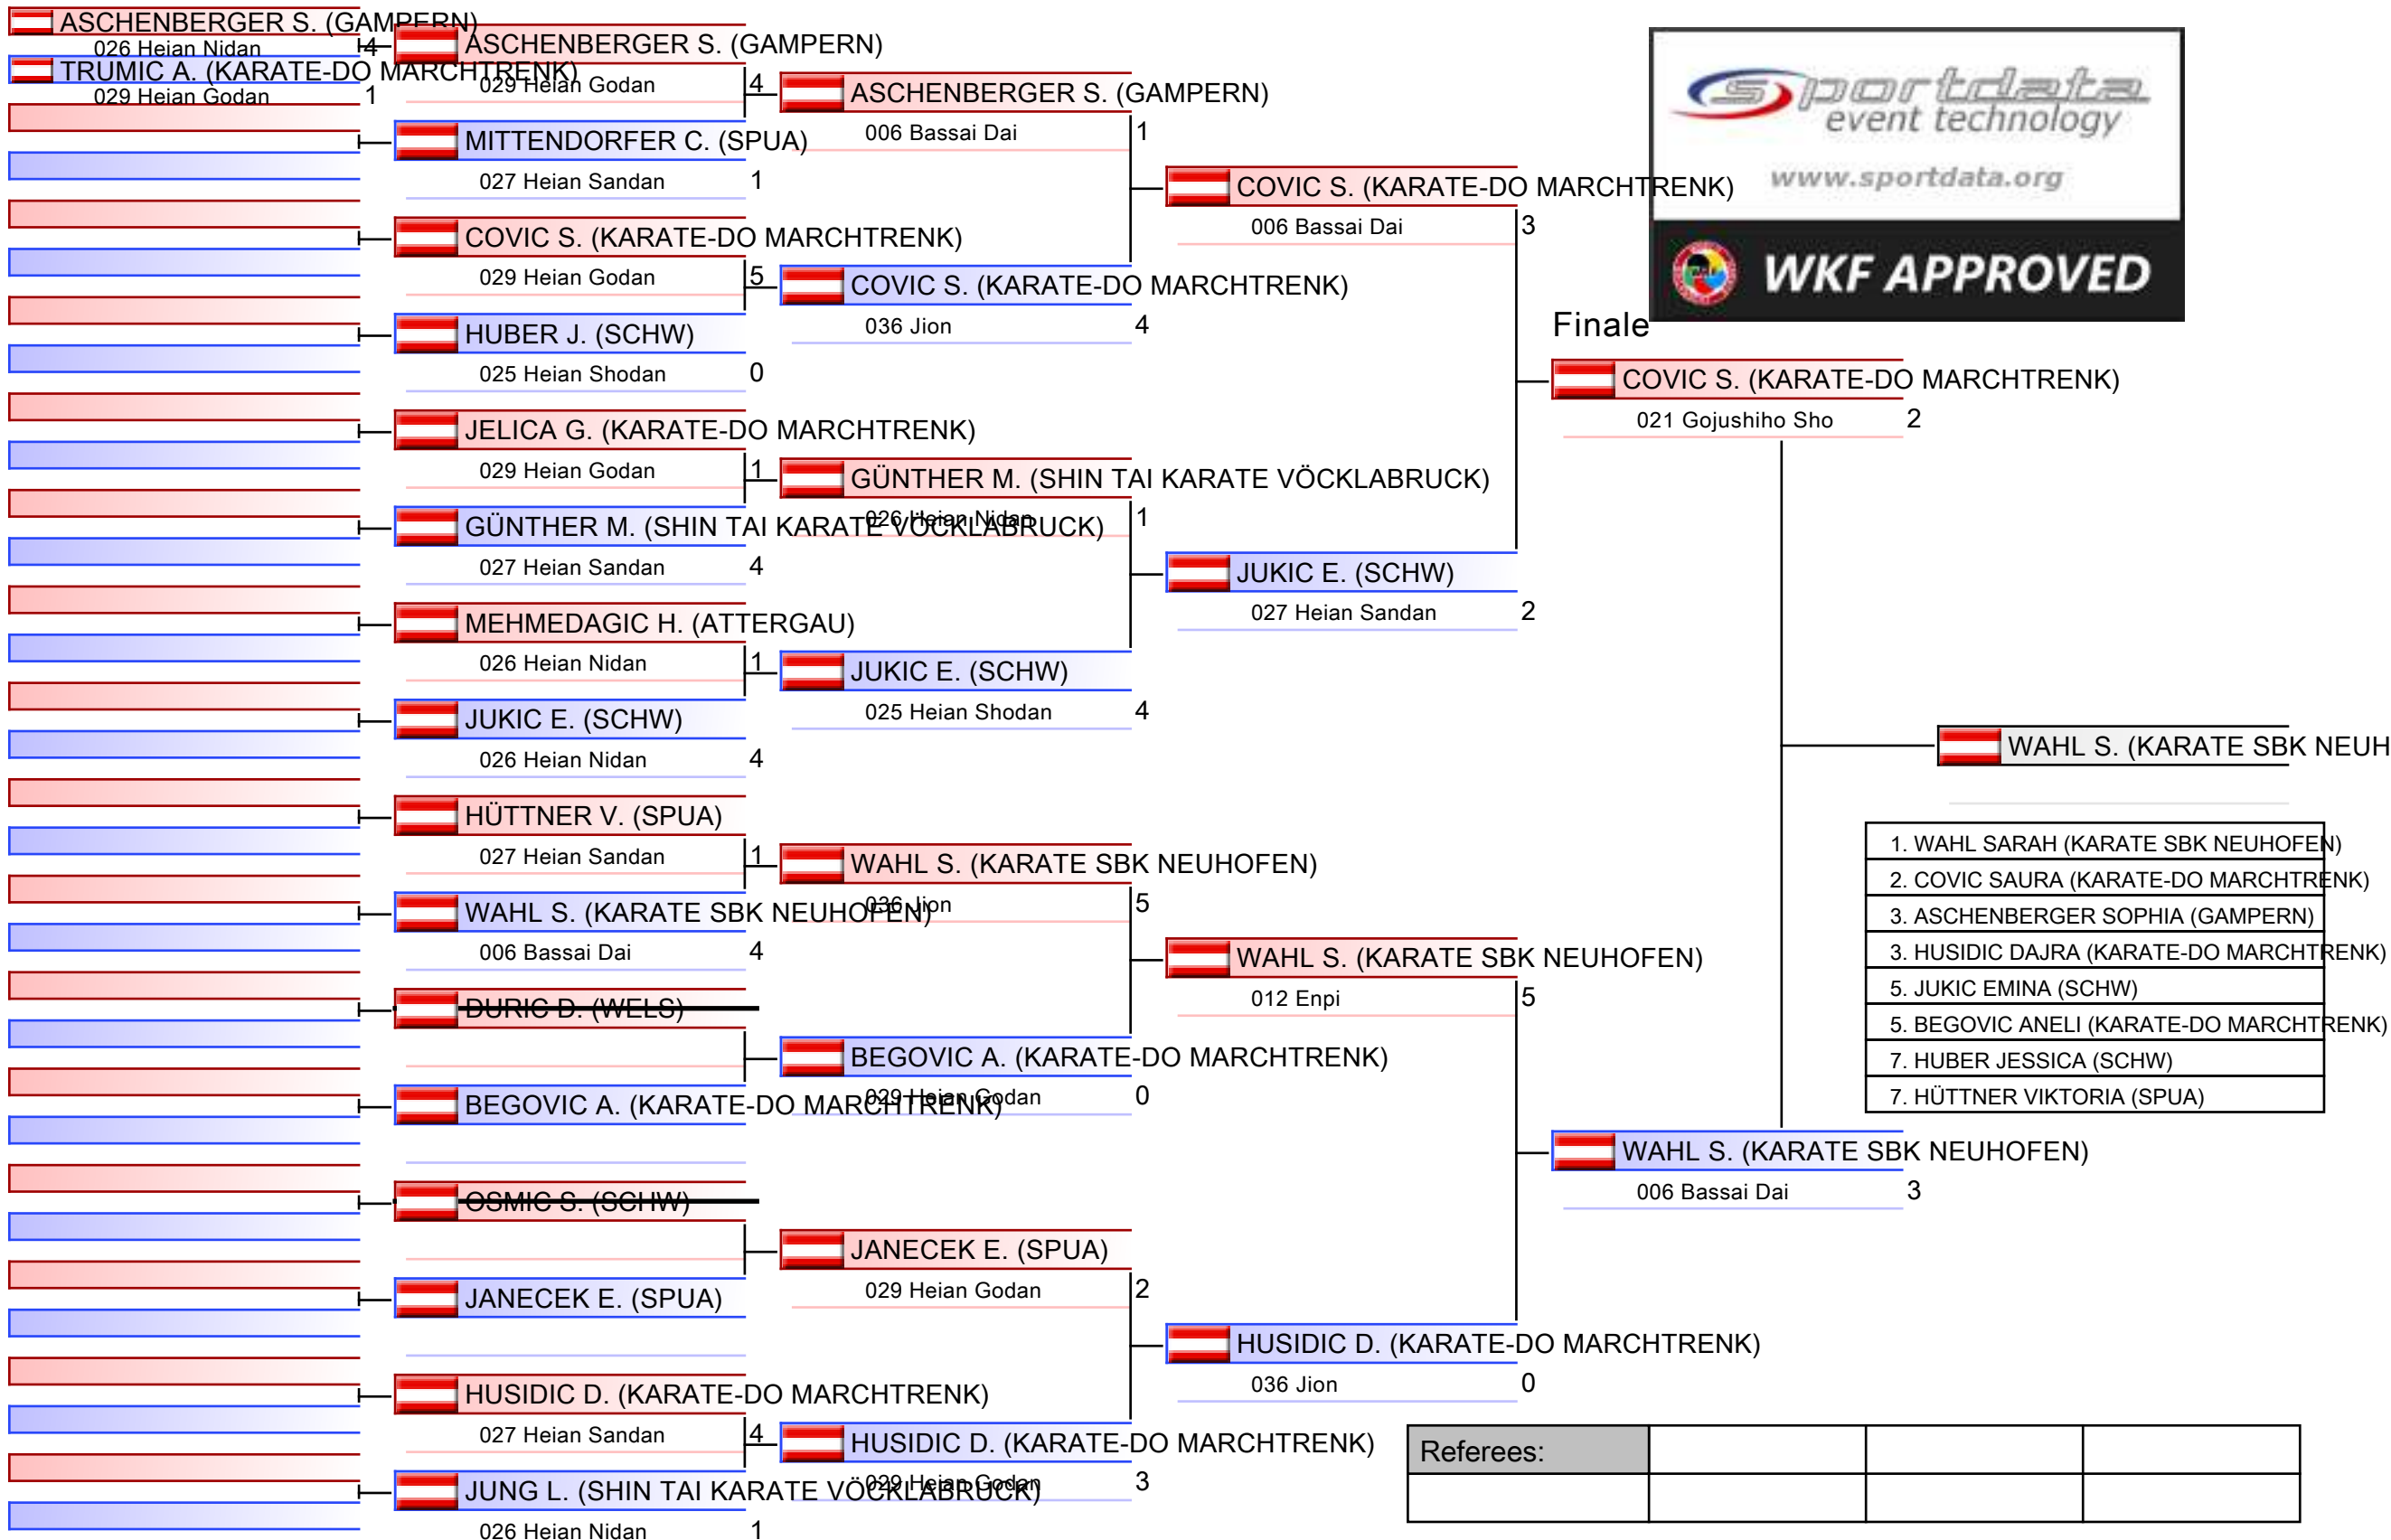 ASCHENBERGER S. (GAMPERN)
026 Heian Nidan 4
TRUMIC A. (KARATE-DO MARCHTRENK)
029 Heian Godan 1
ASCHENBERGER S. (GAMPERN)
029 Heian Godan 4
MITTENDORFER C. (SPUA)
027 Heian Sandan 1
COVIC S. (KARATE-DO MARCHTRENK)
029 Heian Godan 5
HUBER J. (SCHW)
025 Heian Shodan 0
JELICA G. (KARATE-DO MARCHTRENK)
029 Heian Godan 1
GÜNTHER M. (SHIN TAI KARATE VÖCKLABRUCK)
027 Heian Sandan 4
MEHMEDAGIC H. (ATTERGAU)
026 Heian Nidan 1
JUKIC E. (SCHW)
026 Heian Nidan 4
HÜTTNER V. (SPUA)
027 Heian Sandan 1
WAHL S. (KARATE SBK NEUHOFEN)
006 Bassai Dai 4
DURIC D. (WELS)
BEGOVIC A. (KARATE-DO MARCHTRENK)
OSMIC S. (SCHW)
JANECEK E. (SPUA)
HUSIDIC D. (KARATE-DO MARCHTRENK)
027 Heian Sandan 4
JUNG L. (SHIN TAI KARATE VÖCKLABRUCK)
026 Heian Nidan 1
ASCHENBERGER S. (GAMPERN)
006 Bassai Dai 1
COVIC S. (KARATE-DO MARCHTRENK)
036 Jion 4
GÜNTHER M. (SHIN TAI KARATE VÖCKLABRUCK)
026 Heian Nidan 1
JUKIC E. (SCHW)
025 Heian Shodan 4
WAHL S. (KARATE SBK NEUHOFEN)
036 Jion 5
BEGOVIC A. (KARATE-DO MARCHTRENK)
029 Heian Godan 0
JANECEK E. (SPUA)
029 Heian Godan 2
HUSIDIC D. (KARATE-DO MARCHTRENK)
029 Heian Godan 3
COVIC S. (KARATE-DO MARCHTRENK)
006 Bassai Dai 3
JUKIC E. (SCHW)
027 Heian Sandan 2
WAHL S. (KARATE SBK NEUHOFEN)
012 Enpi 5
HUSIDIC D. (KARATE-DO MARCHTRENK)
036 Jion 0
Finale
COVIC S. (KARATE-DO MARCHTRENK)
021 Gojushiho Sho 2
WAHL S. (KARATE SBK NEUHOFEN)
006 Bassai Dai 3
sportdata
event technology
www.sportdata.org
WKF APPROVED
WAHL S. (KARATE SBK NEUH
1. WAHL SARAH (KARATE SBK NEUHOFEN)
2. COVIC SAURA (KARATE-DO MARCHTRENK)
3. ASCHENBERGER SOPHIA (GAMPERN)
3. HUSIDIC DAJRA (KARATE-DO MARCHTRENK)
5. JUKIC EMINA (SCHW)
5. BEGOVIC ANELI (KARATE-DO MARCHTRENK)
7. HUBER JESSICA (SCHW)
7. HÜTTNER VIKTORIA (SPUA)
Referees: